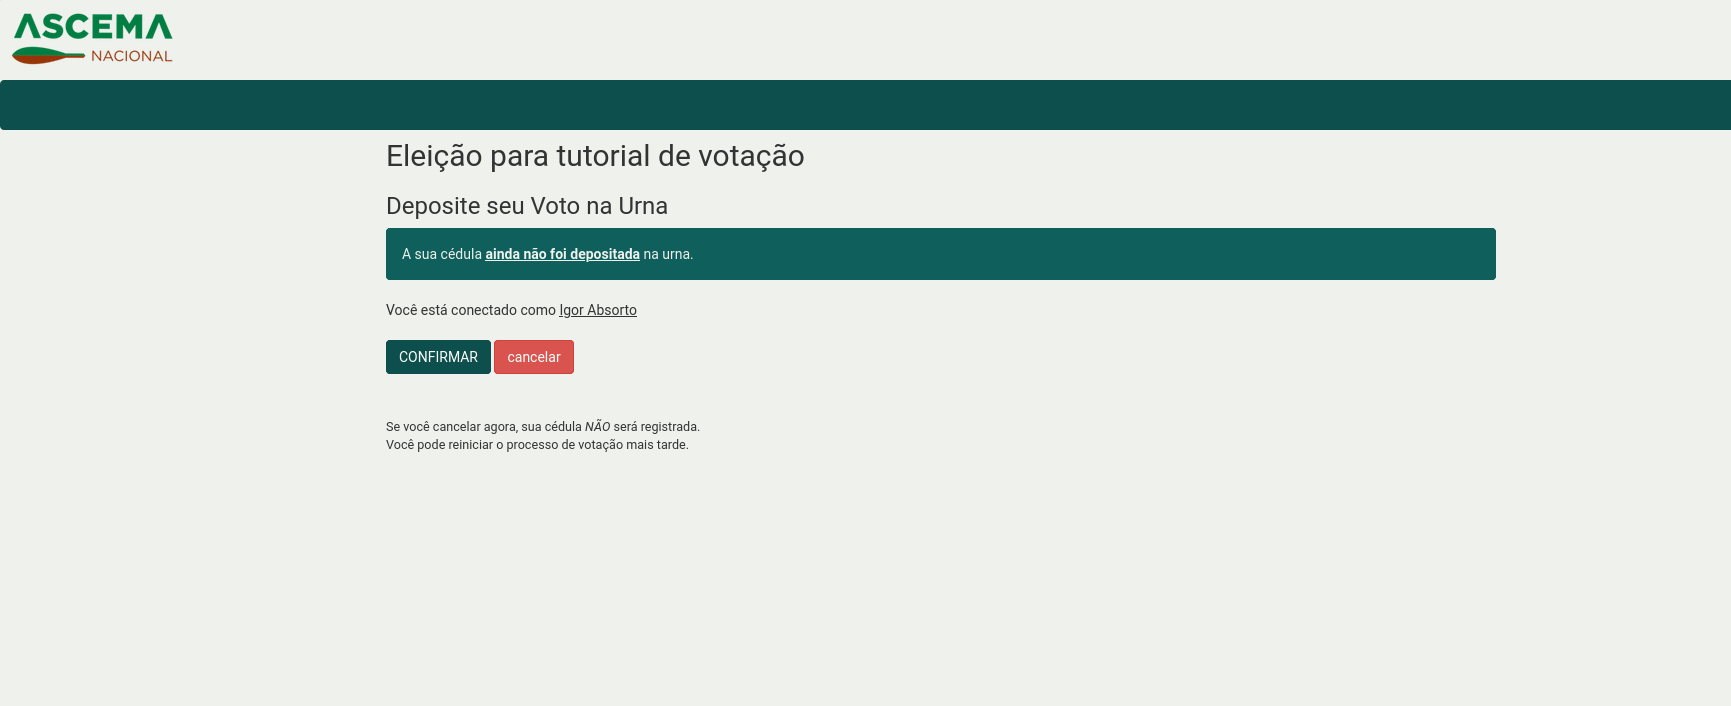 ASCEMA
NACIONAL
Eleição para tutorial de votação
Deposite seu Voto na Urna
A sua cédula ainda não foi depositada na urna.
Você está conectado como Igor Absorto
CONFIRMAR cancelar
Se você cancelar agora, sua cédula NÃO será registrada.
Você pode reiniciar o processo de votação mais tarde.